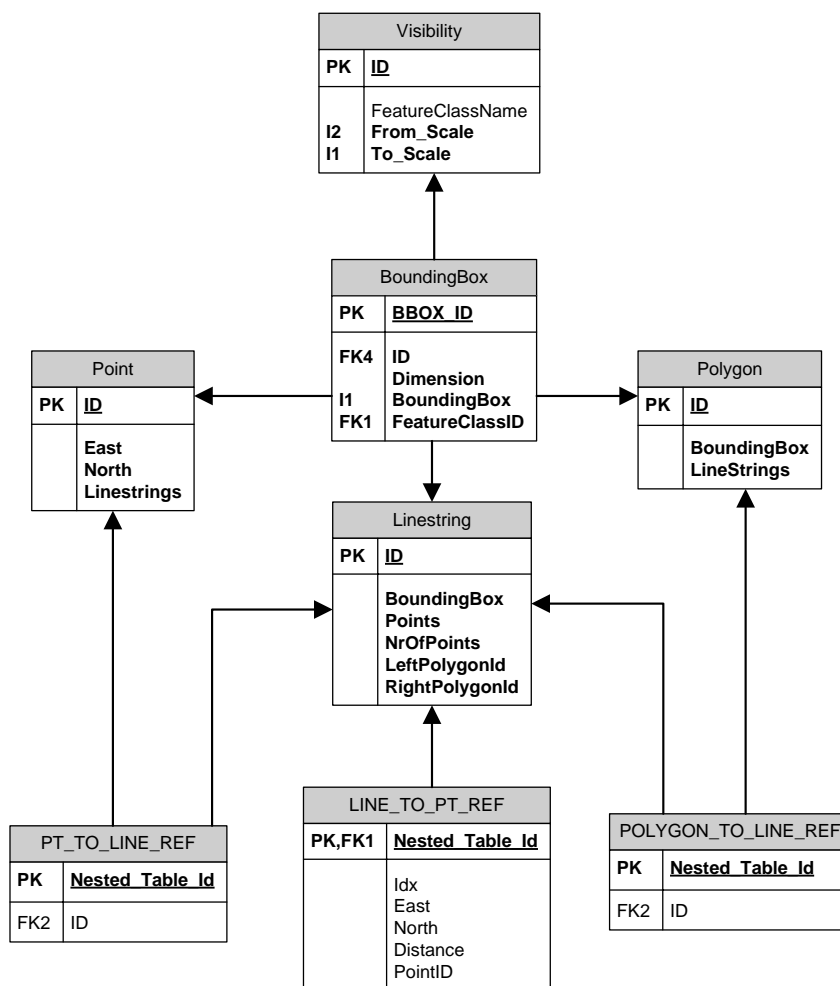 Visibility
PK ID
FeatureClassName
I2 From_Scale
I1 To_Scale
BoundingBox
PK BBOX_ID
FK4 ID
Dimension
I1 BoundingBox
FK1 FeatureClassID
Point
PK ID
East
North
Linestrings
Polygon
PK ID
BoundingBox
LineStrings
Linestring
PK ID
BoundingBox
Points
NrOfPoints
LeftPolygonId
RightPolygonId
PT_TO_LINE_REF
PK Nested_Table_Id
FK2 ID
LINE_TO_PT_REF
PK,FK1 Nested_Table_Id
Idx
East
North
Distance
PointID
POLYGON_TO_LINE_REF
PK Nested_Table_Id
FK2 ID